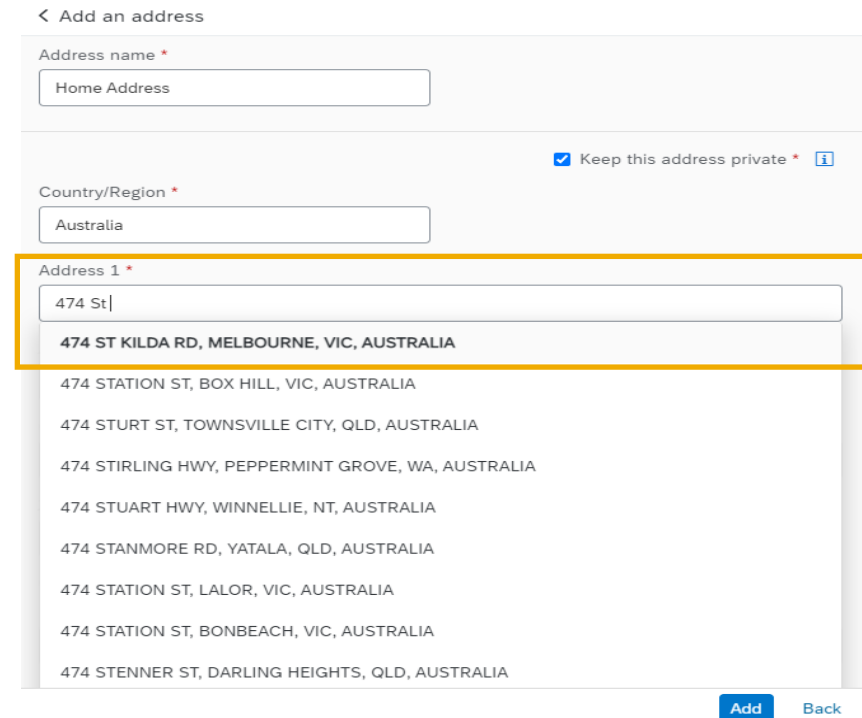 Add an address
Address name *
Home Address
Keep this address private *
Country/Region *
Australia
Address 1 *
474 St
474 ST KILDA RD, MELBOURNE, VIC, AUSTRALIA
474 STATION ST, BOX HILL, VIC, AUSTRALIA
474 STURT ST, TOWNSVILLE CITY, QLD, AUSTRALIA
474 STIRLING HWY, PEPPERMINT GROVE, WA, AUSTRALIA
474 STUART HWY, WINNELLIE, NT, AUSTRALIA
474 STANMORE RD, YATALA, QLD, AUSTRALIA
474 STATION ST, LALOR, VIC, AUSTRALIA
474 STATION ST, BONBEACH, VIC, AUSTRALIA
474 STENNER ST, DARLING HEIGHTS, QLD, AUSTRALIA
Add Back